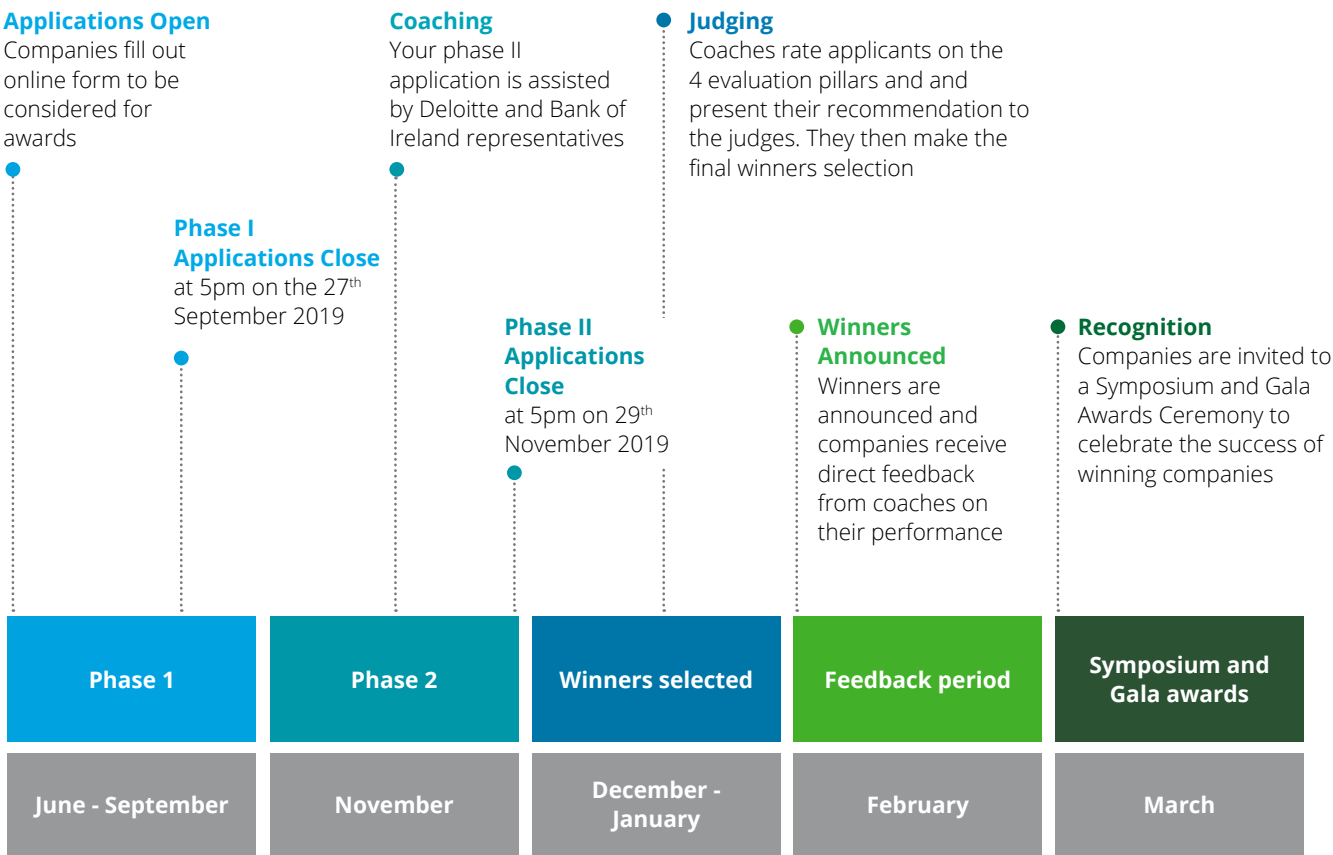 Applications Open
Companies fill out
online form to be
considered for
awards
Phase I
Applications Close
at 5pm on the 27th
September 2019
Coaching
Your phase II
application is assisted
by Deloitte and Bank of
Ireland representatives
Phase II
Applications
Close
at 5pm on 29th
November 2019
Judging
Coaches rate applicants on the
4 evaluation pillars and and
present their recommendation to
the judges. They then make the
final winners selection
Winners
Announced
Winners are
announced and
companies receive
direct feedback
from coaches on
their performance
Recognition
Companies are invited to
a Symposium and Gala
Awards Ceremony to
celebrate the success of
winning companies
Phase 1
Phase 2
Winners selected
Feedback period
Symposium and
Gala awards
June - September
November
December -
January
February
March